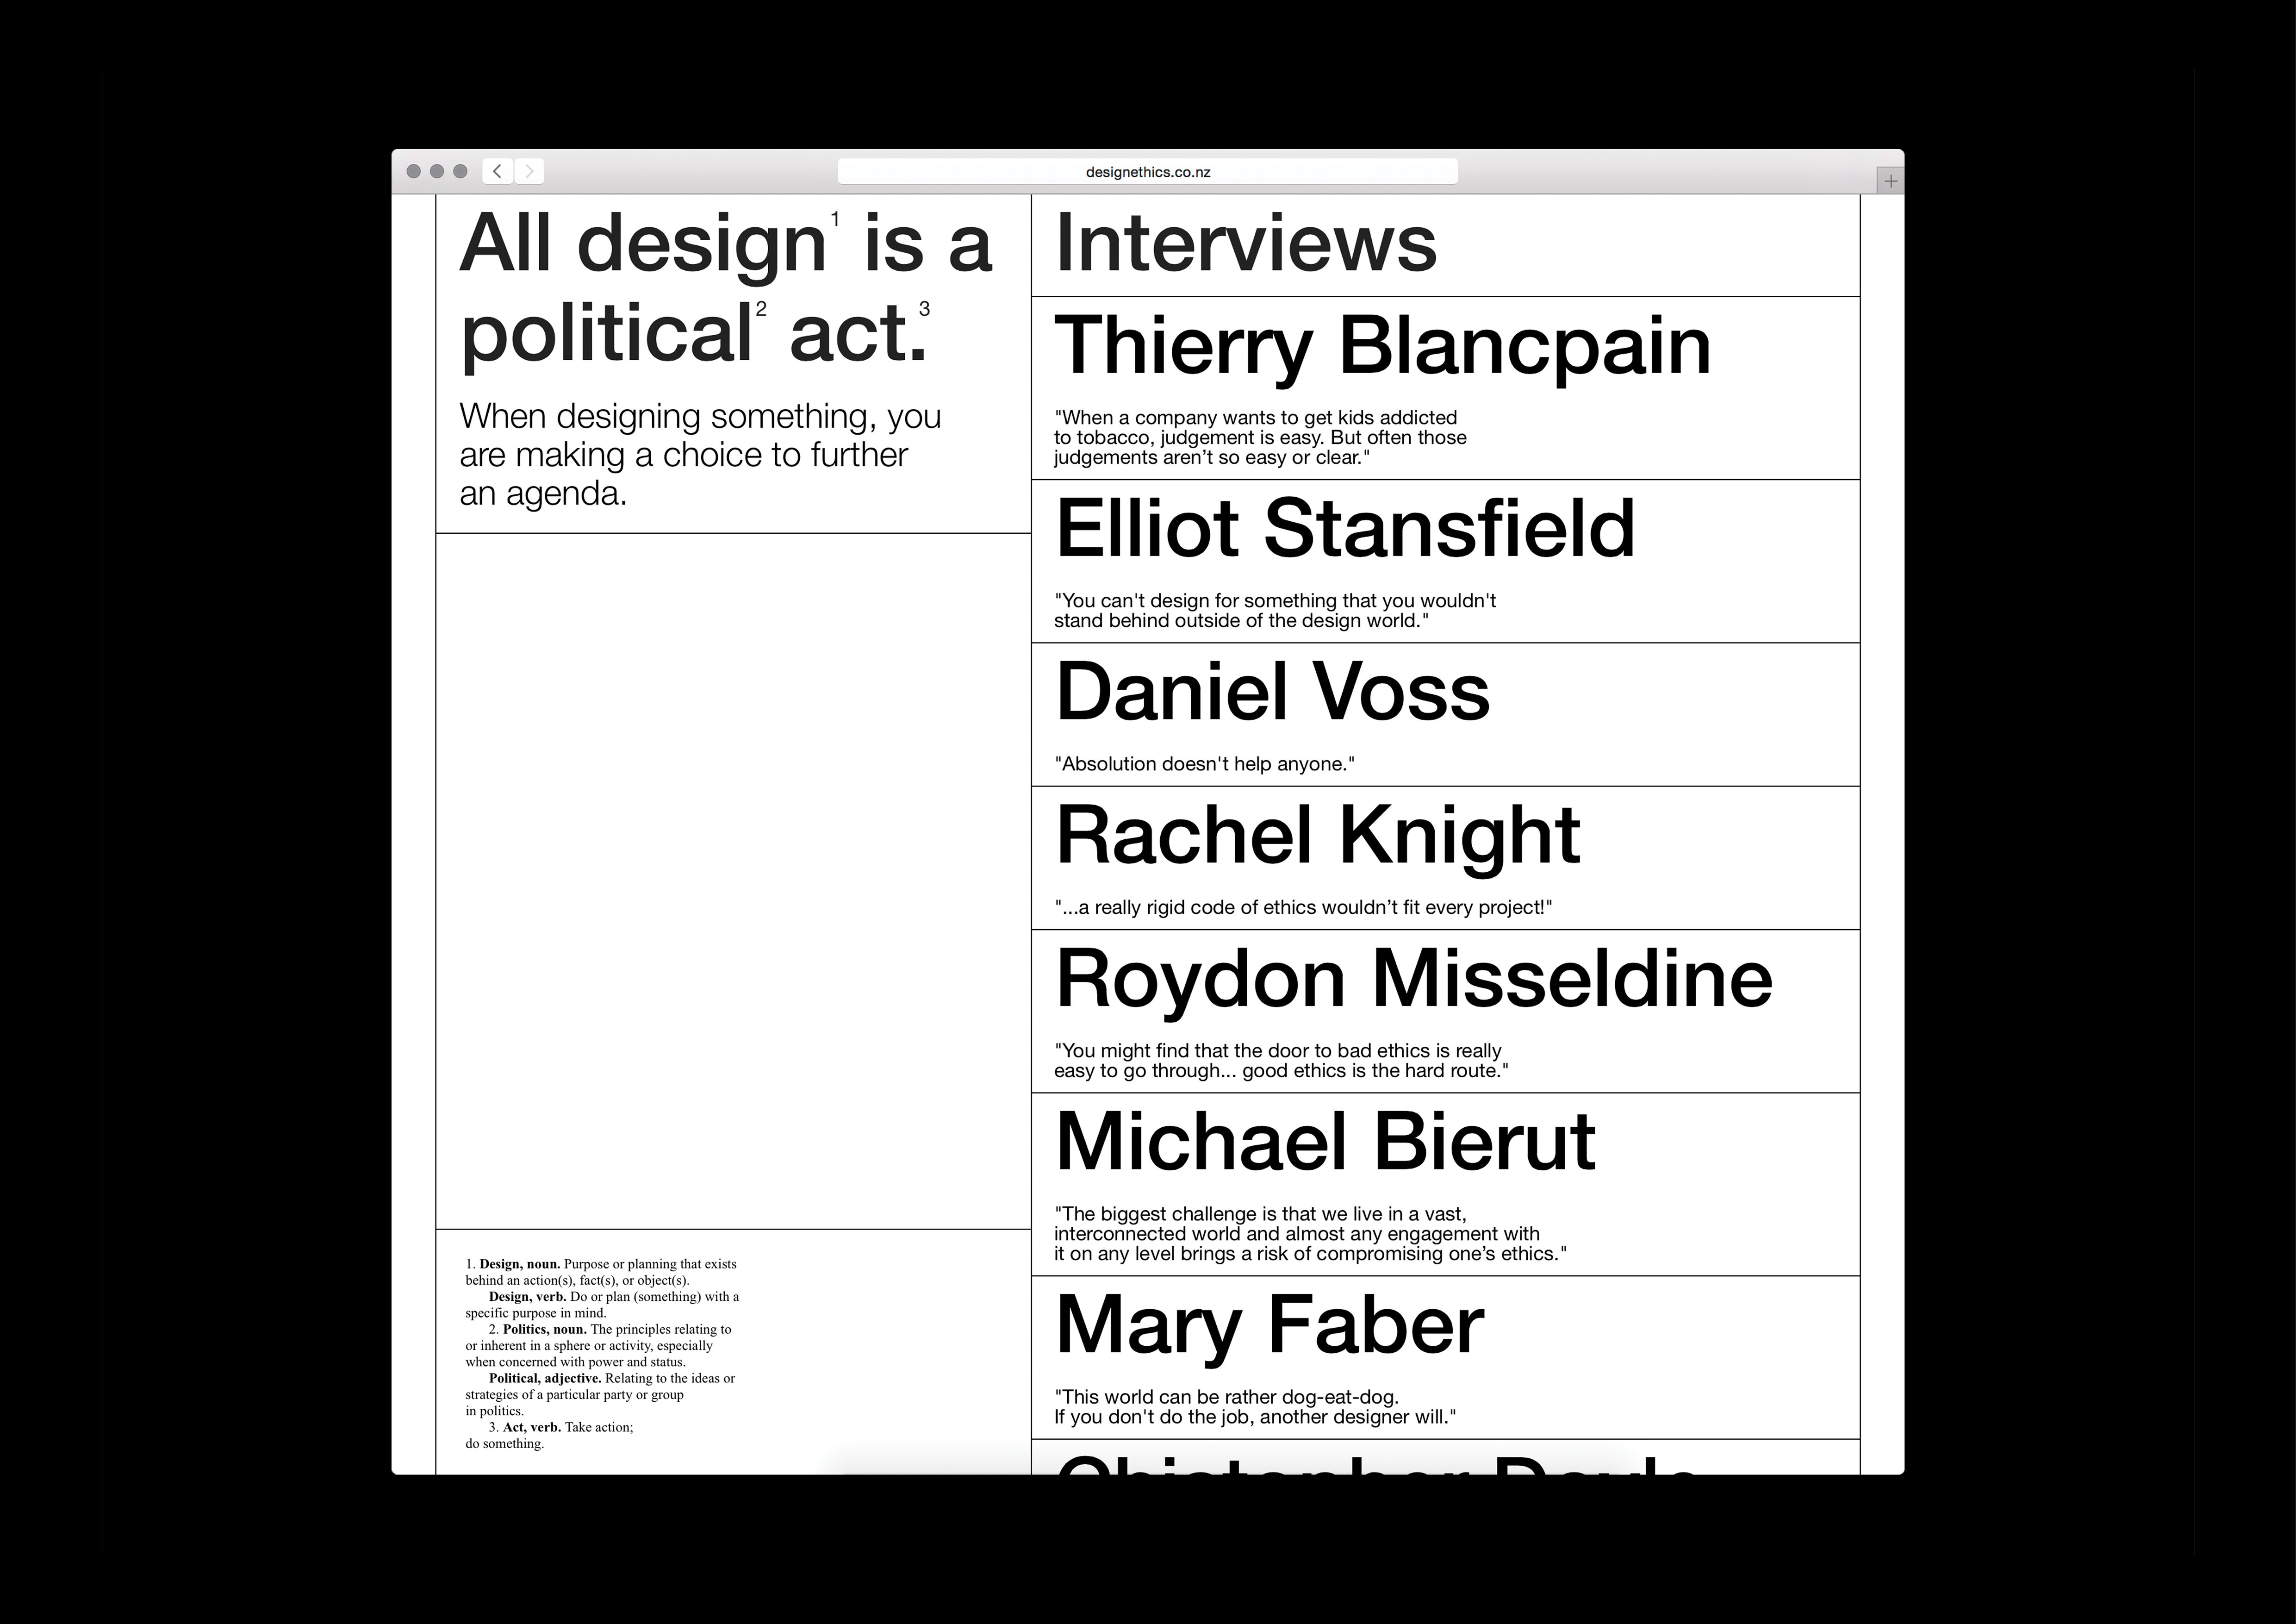 designethics.co.nz
All design¹ is a
political² act.³
When designing something, you
are making a choice to further
an agenda.
1. Design, noun. Purpose or planning that exists
behind an action(s), fact(s), or object(s).
Design, verb. Do or plan (something) with a
specific purpose in mind.
2. Politics, noun. The principles relating to
or inherent in a sphere or activity, especially
when concerned with power and status.
Political, adjective. Relating to the ideas or
strategies of a particular party or group
in politics.
3. Act, verb. Take action;
do something.
Interviews
Thierry Blancpain
"When a company wants to get kids addicted
to tobacco, judgement is easy. But often those
judgements aren’t so easy or clear."
Elliot Stansfield
"You can't design for something that you wouldn't
stand behind outside of the design world."
Daniel Voss
"Absolution doesn't help anyone."
Rachel Knight
"...a really rigid code of ethics wouldn’t fit every project!"
Roydon Misseldine
"You might find that the door to bad ethics is really
easy to go through... good ethics is the hard route."
Michael Bierut
"The biggest challenge is that we live in a vast,
interconnected world and almost any engagement with
it on any level brings a risk of compromising one’s ethics."
Mary Faber
"This world can be rather dog-eat-dog.
If you don't do the job, another designer will."